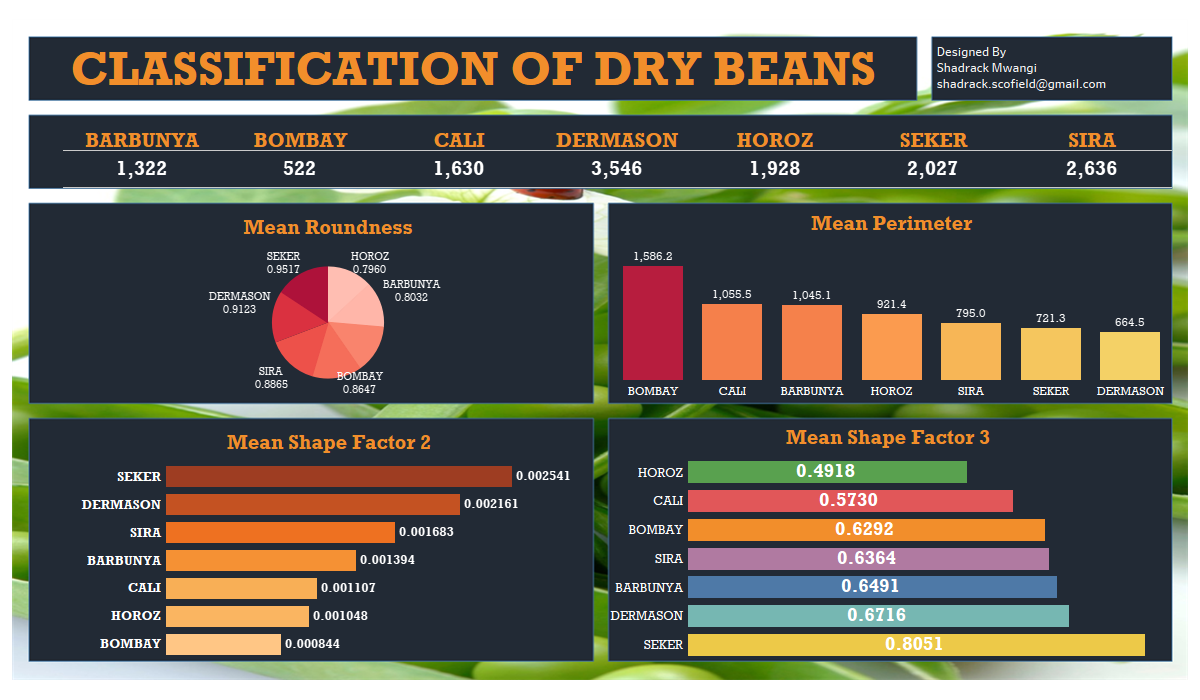 CLASSIFICATION OF DRY BEANS
Designed By
Shadrack Mwangi
shadrack.scofield@gmail.com
BARBUNYA BOMBAY CALI DERMASON HOROZ SEKER SIRA
1,322 522 1,630 3,546 1,928 2,027 2,636
Mean Roundness
SEKER
0.9517
HOROZ
0.7960
BARBUNYA
0.8032
DERMASON
0.9123
SIRA
0.8865
BOMBAY
0.8647
Mean Perimeter
1,586.2 1,055.5 1,045.1 921.4 795.0 721.3 664.5
BOMBAY CALI BARBUNYA HOROZ SIRA SEKER DERMASON
Mean Shape Factor 2
SEKER 0.002541
DERMASON 0.002161
SIRA 0.001683
BARBUNYA 0.001394
CALI 0.001107
HOROZ 0.001048
BOMBAY 0.000844
Mean Shape Factor 3
HOROZ 0.4918
CALI 0.5730
BOMBAY 0.6292
SIRA 0.6364
BARBUNYA 0.6491
DERMASON 0.6716
SEKER 0.8051